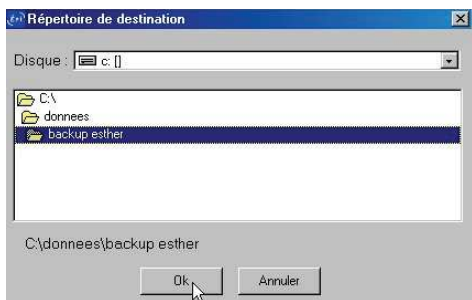 Répertoire de destination
Disque : c: []
C:\
donnees
backup esther
C:\donnees\backup esther
Ok Annuler